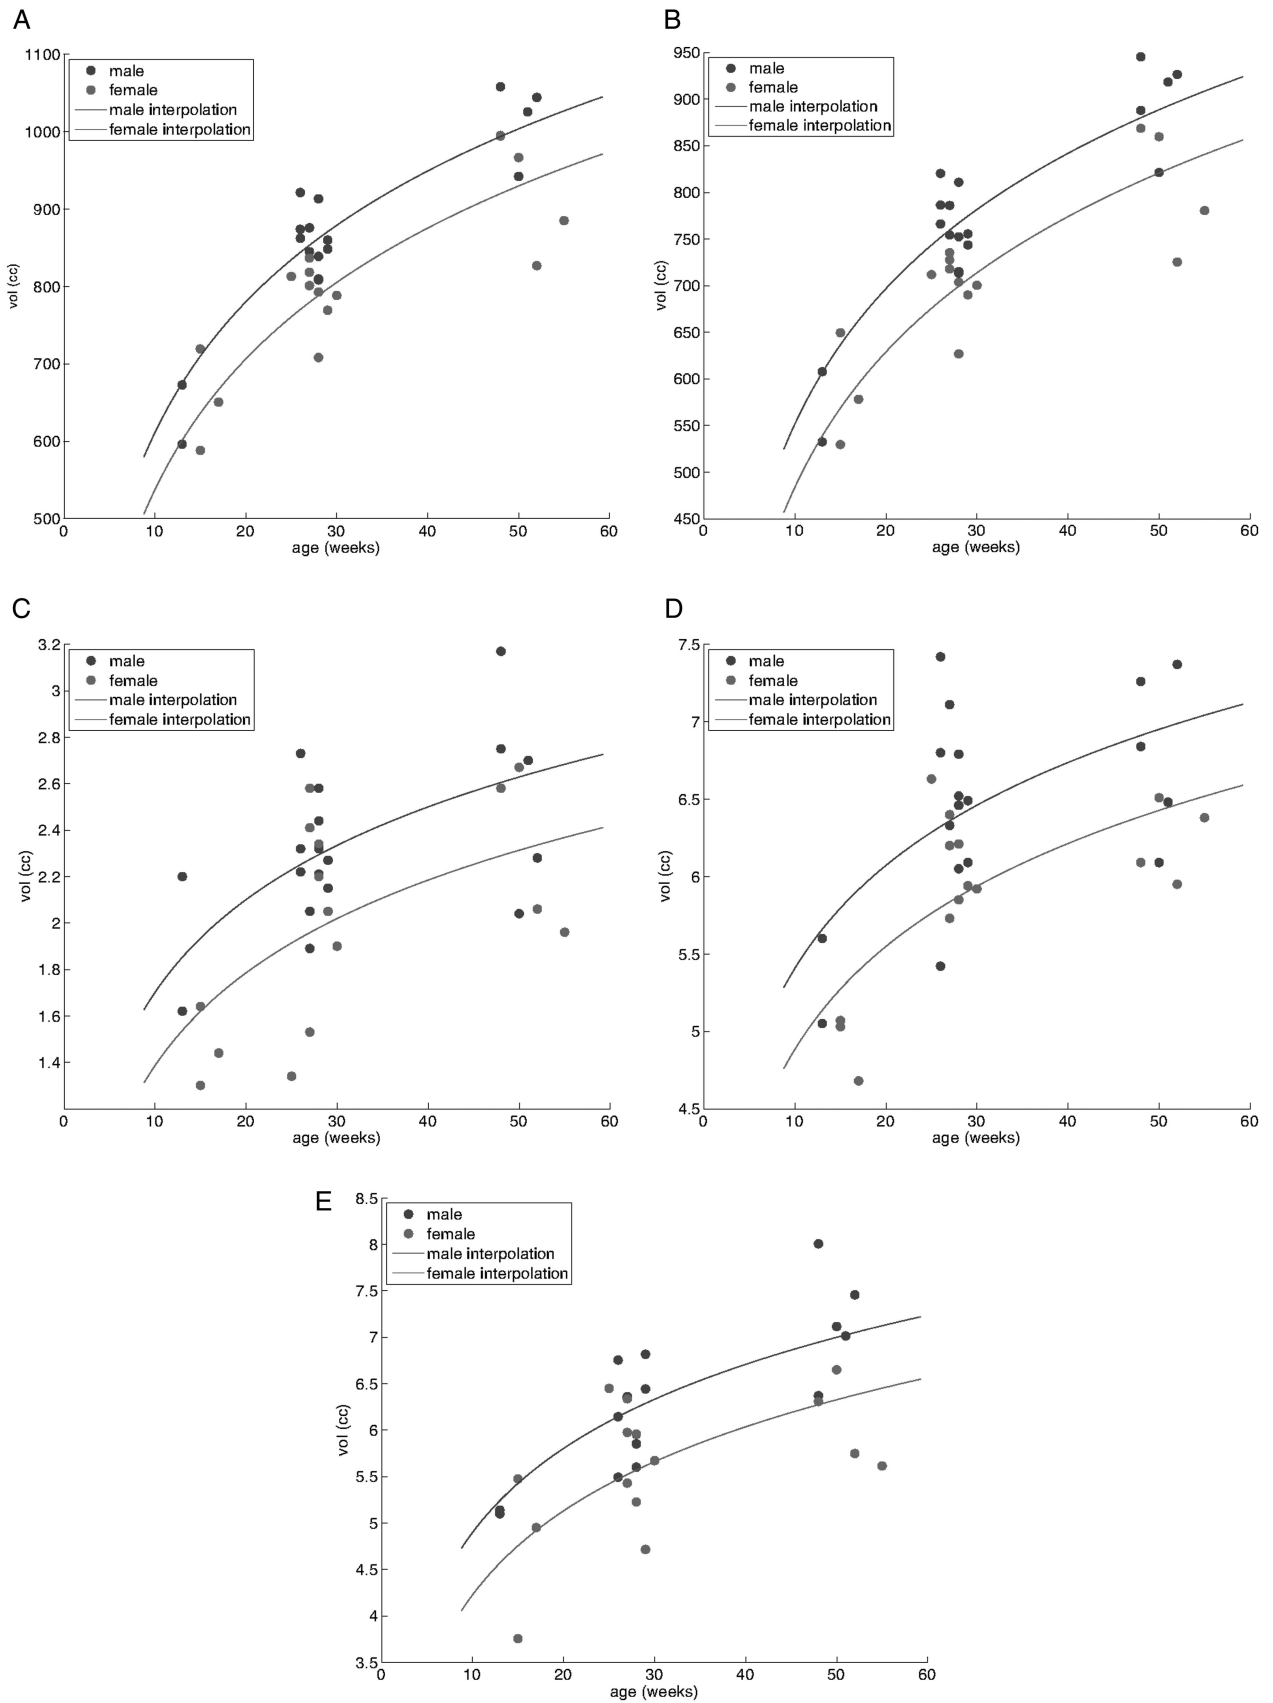 A
1100
1000
900
800
700
600
500
vol (cc)
male
female
male interpolation
female interpolation
0 10 20 30 40 50 60
age (weeks)
B
950
900
850
800
750
700
650
600
550
500
450
vol (cc)
male
female
male interpolation
female interpolation
0 10 20 30 40 50 60
age (weeks)
C
3.2
3
2.8
2.6
2.4
2.2
2
1.8
1.6
1.4
vol (cc)
male
female
male interpolation
female interpolation
0 10 20 30 40 50 60
age (weeks)
D
7.5
7
6.5
6
5.5
5
4.5
vol (cc)
male
female
male interpolation
female interpolation
0 10 20 30 40 50 60
age (weeks)
E
8.5
8
7.5
7
6.5
6
5.5
5
4.5
4
3.5
vol (cc)
male
female
male interpolation
female interpolation
0 10 20 30 40 50 60
age (weeks)